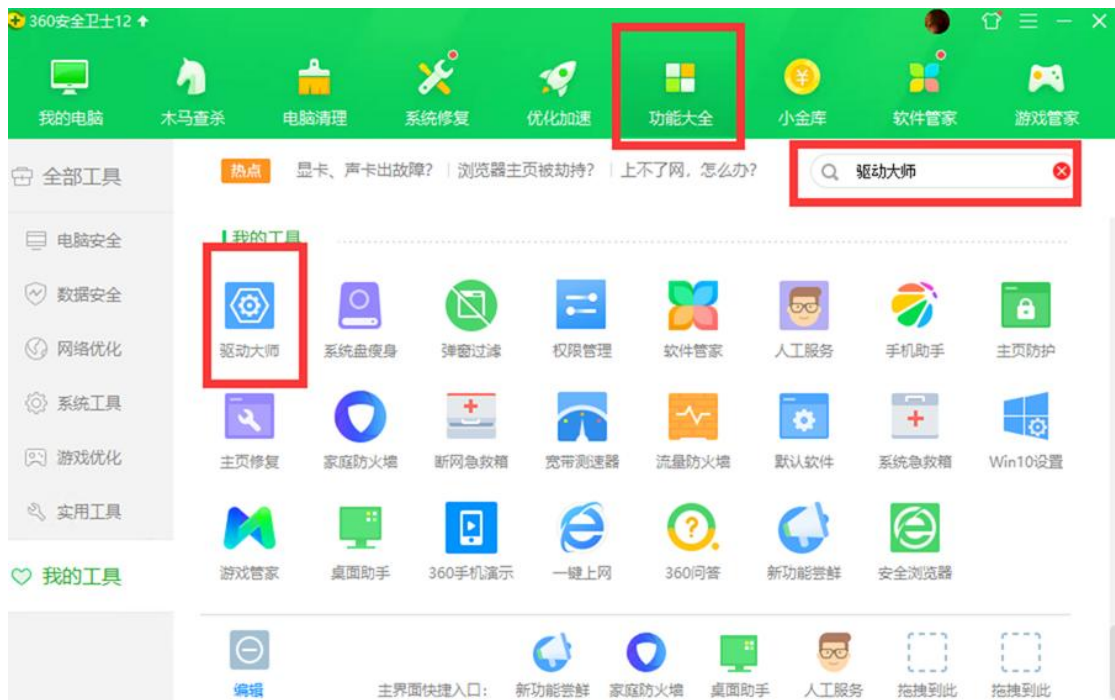 360安全卫士12
我的电脑 木马查杀 电脑清理 系统修复 优化加速 功能大全 小金库 软件管家 游戏管家
全部工具
热点 显卡、声卡出故障? 浏览器主页被劫持? 上不了网，怎么办? 驱动大师
电脑安全
数据安全
网络优化
系统工具
游戏优化
实用工具
我的工具
我的工具
驱动大师 系统盘瘦身 弹窗过滤 权限管理 软件管家 人工服务 手机助手 主页防护
主页修复 家庭防火墙 断网急救箱 宽带测速器 流量防火墙 默认软件 系统急救箱 Win10设置
游戏管家 桌面助手 360手机演示 一键上网 360问答 新功能尝鲜 安全浏览器
编辑 主界面快捷入口： 新功能尝鲜 家庭防火墙 桌面助手 人工服务 拖拽到此 拖拽到此